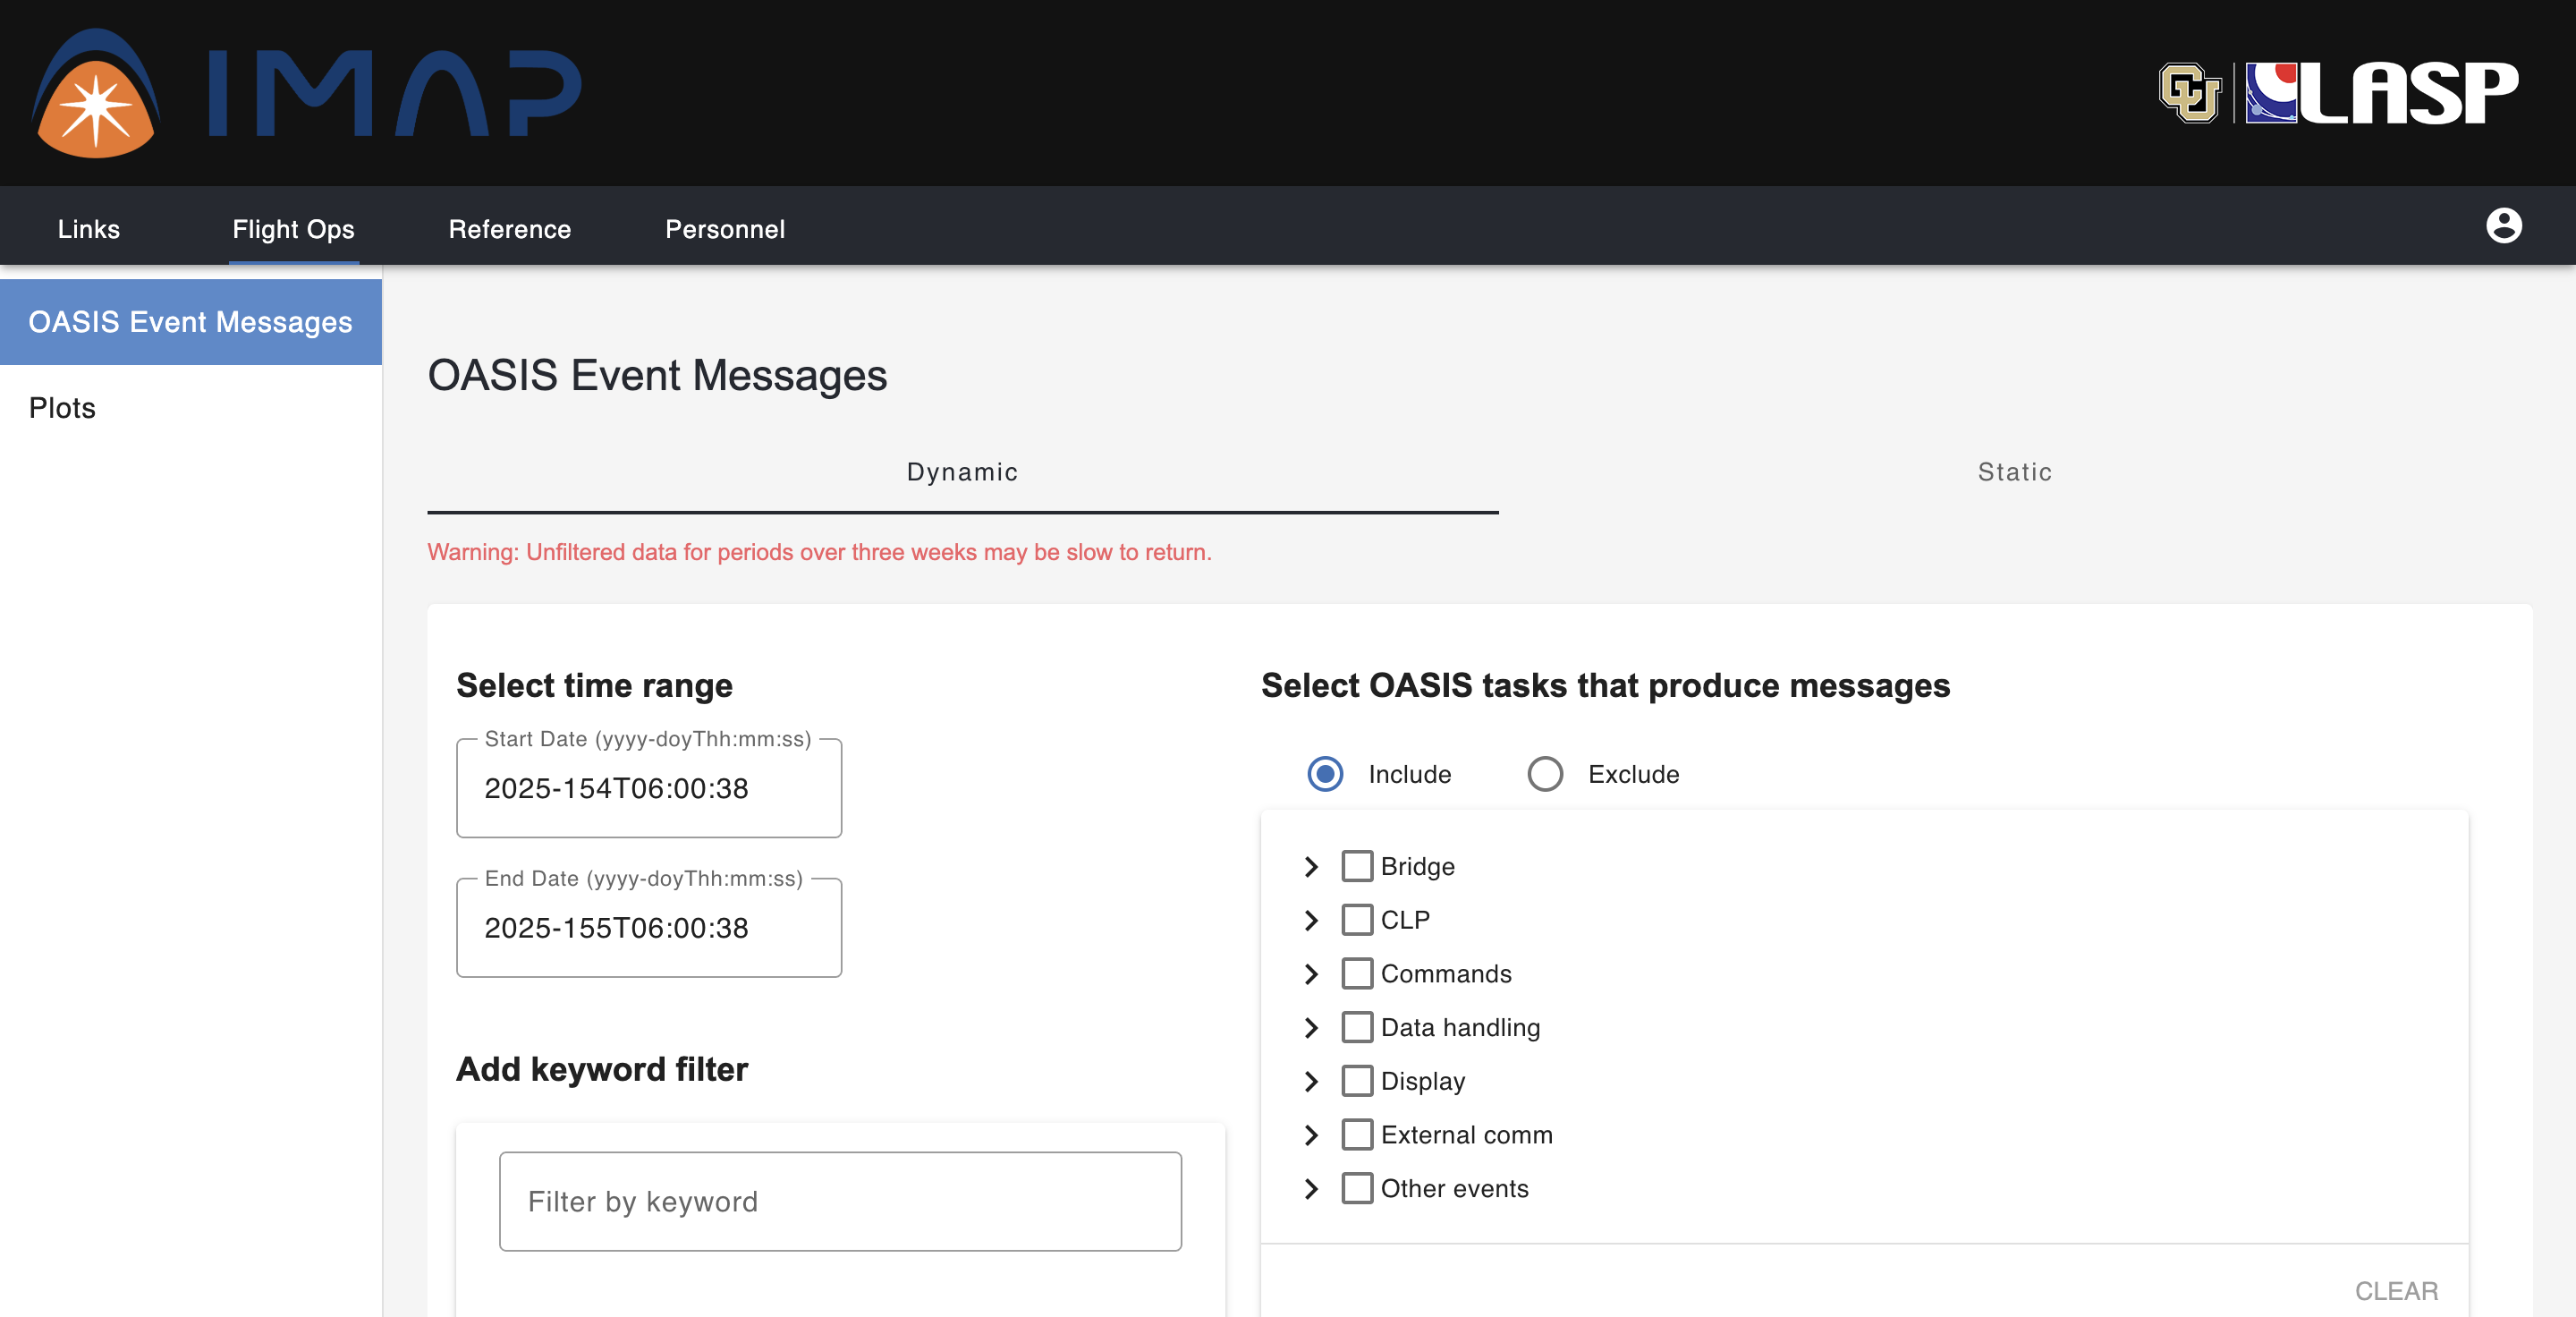 IMAP
CU LASP
Links Flight Ops Reference Personnel
OASIS Event Messages
Plots
OASIS Event Messages
Dynamic Static
Warning: Unfiltered data for periods over three weeks may be slow to return.
Select time range
Start Date (yyyy-doyThh:mm:ss)
2025-154T06:00:38
End Date (yyyy-doyThh:mm:ss)
2025-155T06:00:38
Add keyword filter
Filter by keyword
Select OASIS tasks that produce messages
Include Exclude
Bridge
CLP
Commands
Data handling
Display
External comm
Other events
CLEAR